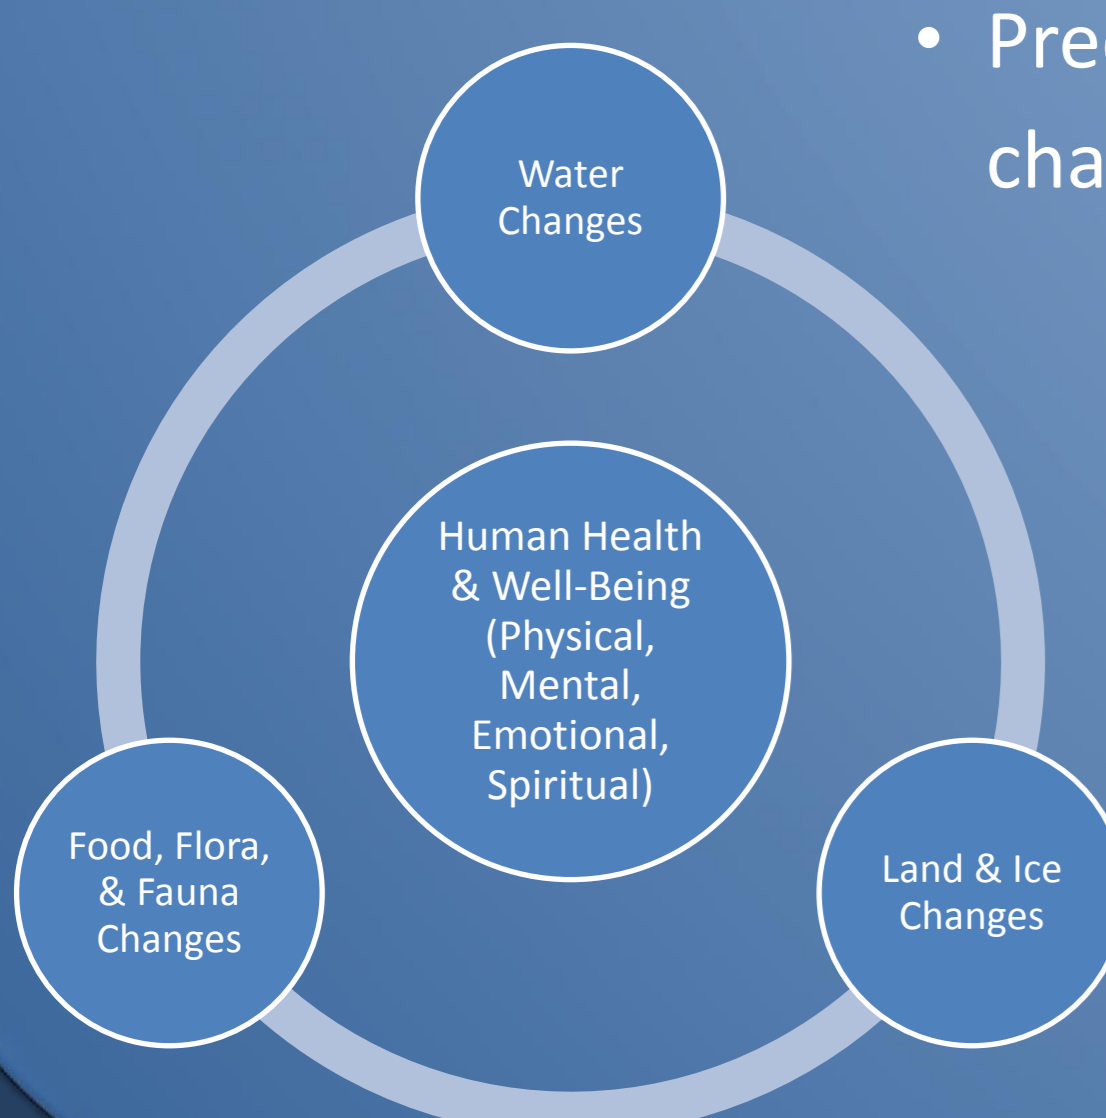 Water
Changes
Human Health
& Well-Being
(Physical,
Mental,
Emotional,
Spiritual)
Food, Flora,
& Fauna
Changes
Land & Ice
Changes